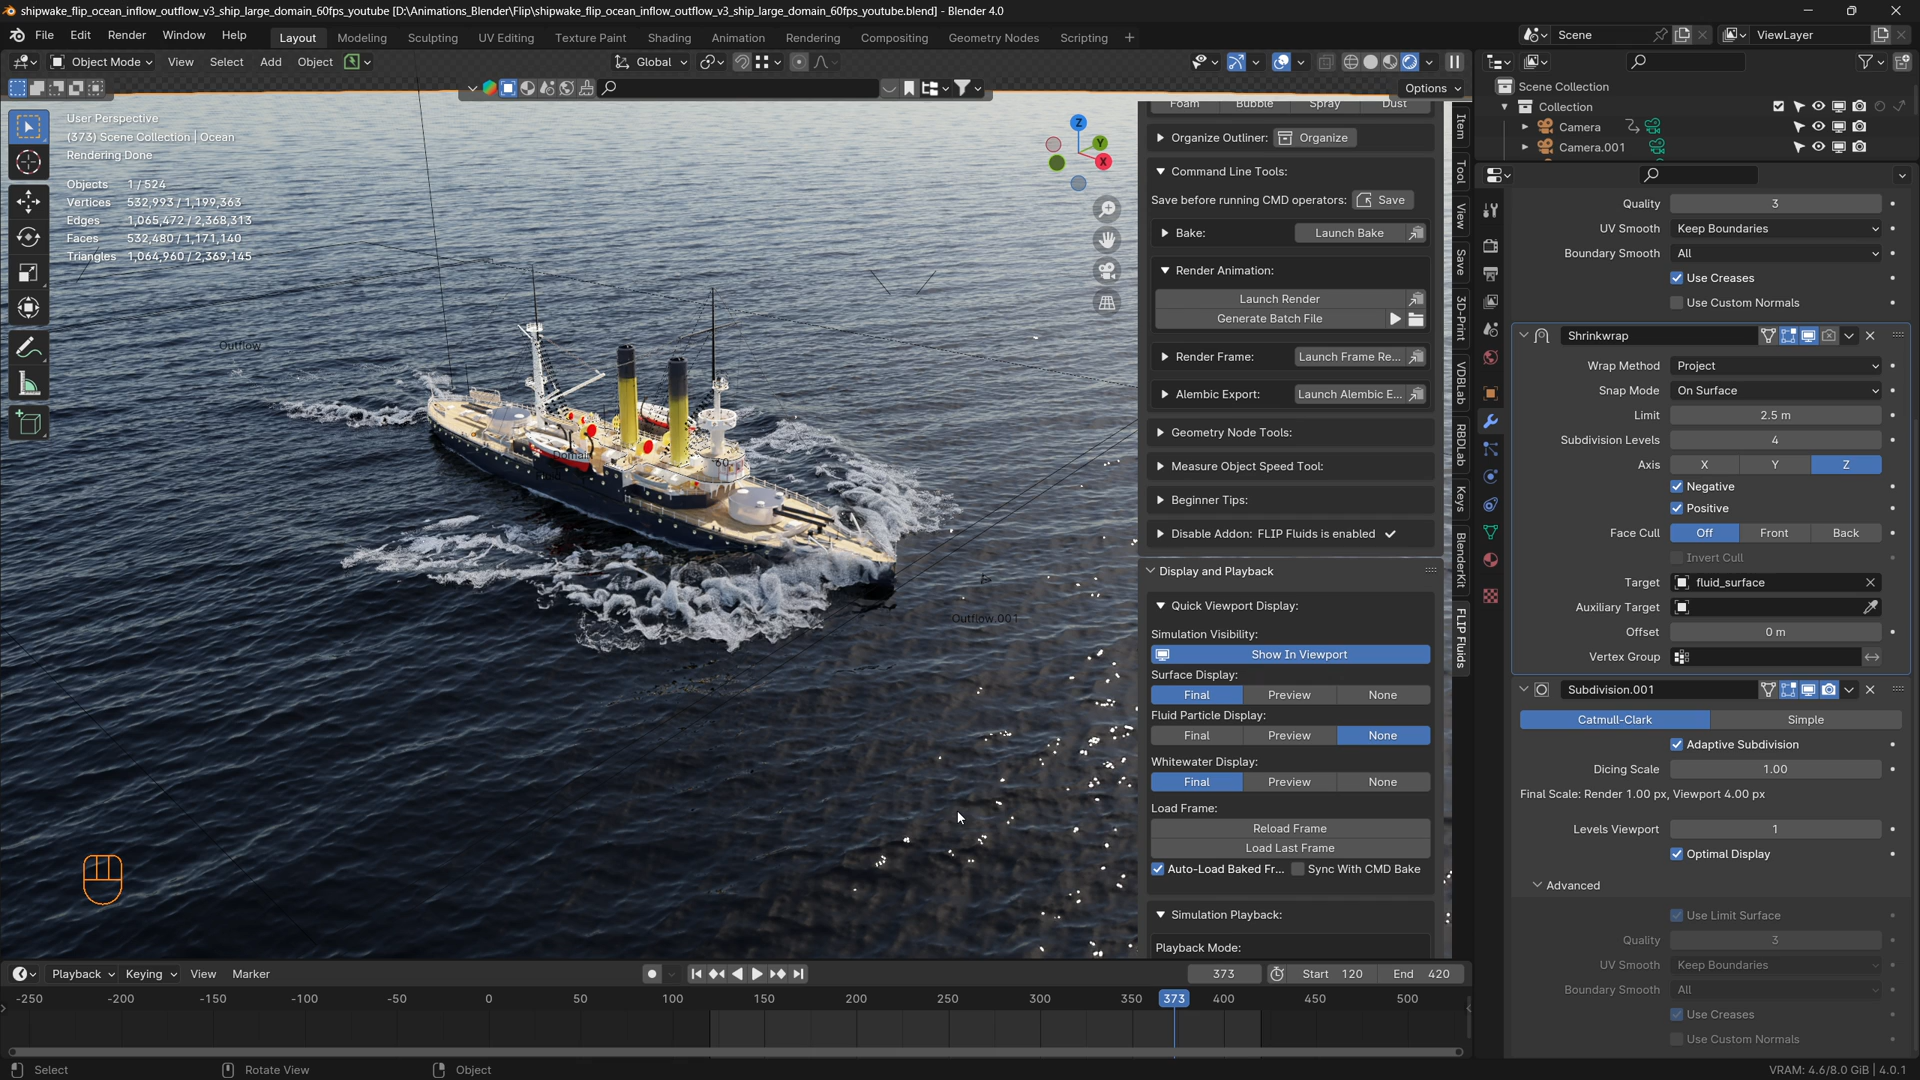 shipwake_flip_ocean_inflow_outflow_v3_ship_large_domain_60fps_youtube [D:\Animations_Blender\Flip\shipwake_flip_ocean_inflow_outflow_v3_ship_large_domain_60fps_youtube.blend] - Blender 4.0
File Edit Render Window Help Layout Modeling Sculpting UV Editing Texture Paint Shading Animation Rendering Compositing Geometry Nodes Scripting + Scene ViewLayer
Object Mode View Select Add Object Global
Options
User Perspective
(373) Scene Collection | Ocean
Rendering Done
Objects 1 / 524
Vertices 532,993 / 1,199,363
Edges 1,065,472 / 2,368,313
Faces 532,480 / 1,171,140
Triangles 1,064,960 / 2,369,145
Z
Y
X
Outflow
Domain
60
Outflow.001
Foam Bubble Spray Dust
Organize Outliner: Organize
Command Line Tools:
Save before running CMD operators: Save
Bake: Launch Bake
Render Animation:
Launch Render
Generate Batch File
Render Frame: Launch Frame Re...
Alembic Export: Launch Alembic E...
Geometry Node Tools:
Measure Object Speed Tool:
Beginner Tips:
Disable Addon: FLIP Fluids is enabled
Display and Playback
Quick Viewport Display:
Simulation Visibility:
Show In Viewport
Surface Display:
Final Preview None
Fluid Particle Display:
Final Preview None
Whitewater Display:
Final Preview None
Load Frame:
Reload Frame
Load Last Frame
Auto-Load Baked Fr... Sync With CMD Bake
Simulation Playback:
Playback Mode:
Item
Tool
View
Save
3D-Print
VDBLab
RBDLab
Keys
BlenderKit
FLIP Fluids
Scene Collection
Collection
Camera
Camera.001
Quality 3
UV Smooth Keep Boundaries
Boundary Smooth All
Use Creases
Use Custom Normals
Shrinkwrap
Wrap Method Project
Snap Mode On Surface
Limit 2.5 m
Subdivision Levels 4
Axis X Y Z
Negative
Positive
Face Cull Off Front Back
Invert Cull
Target fluid_surface
Auxiliary Target
Offset 0 m
Vertex Group
Subdivision.001
Catmull-Clark Simple
Adaptive Subdivision
Dicing Scale 1.00
Final Scale: Render 1.00 px, Viewport 4.00 px
Levels Viewport 1
Optimal Display
Advanced
Use Limit Surface
Quality 3
UV Smooth Keep Boundaries
Boundary Smooth All
Use Creases
Use Custom Normals
Playback Keying View Marker 373 Start 120 End 420
-250 -200 -150 -100 -50 0 50 100 150 200 250 300 350 373 400 450 500
Select Rotate View Object VRAM: 4.6/8.0 GiB | 4.0.1